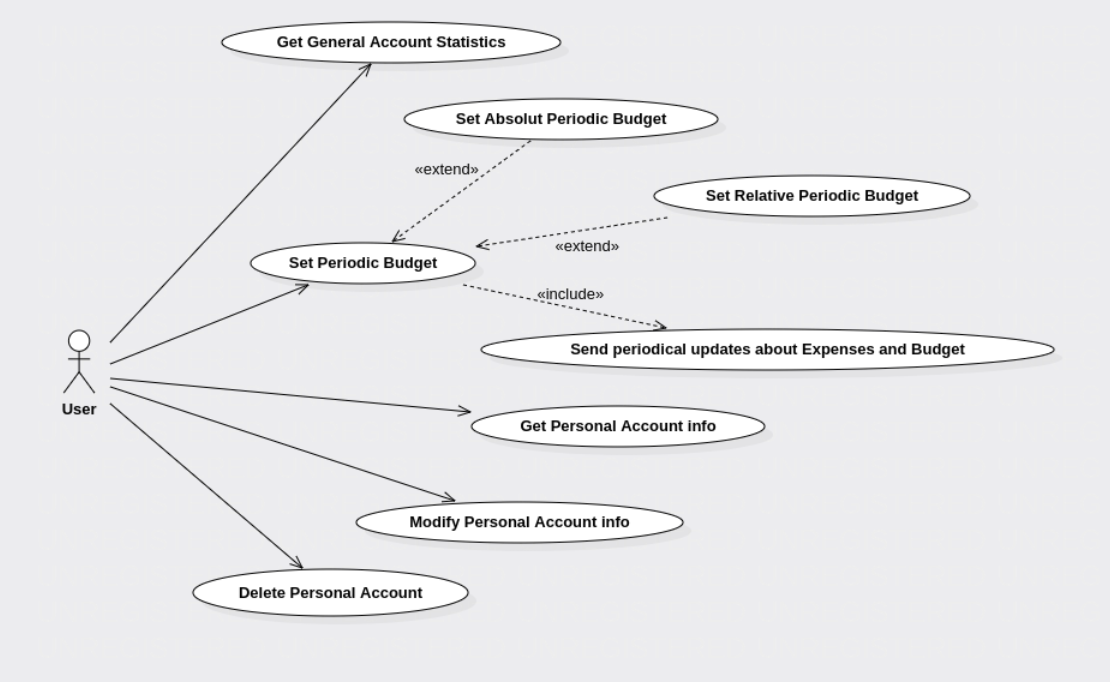 Get General Account Statistics
Set Absolut Periodic Budget
«extend»
Set Relative Periodic Budget
«extend»
Set Periodic Budget
«include»
Send periodical updates about Expenses and Budget
User
Get Personal Account info
Modify Personal Account info
Delete Personal Account